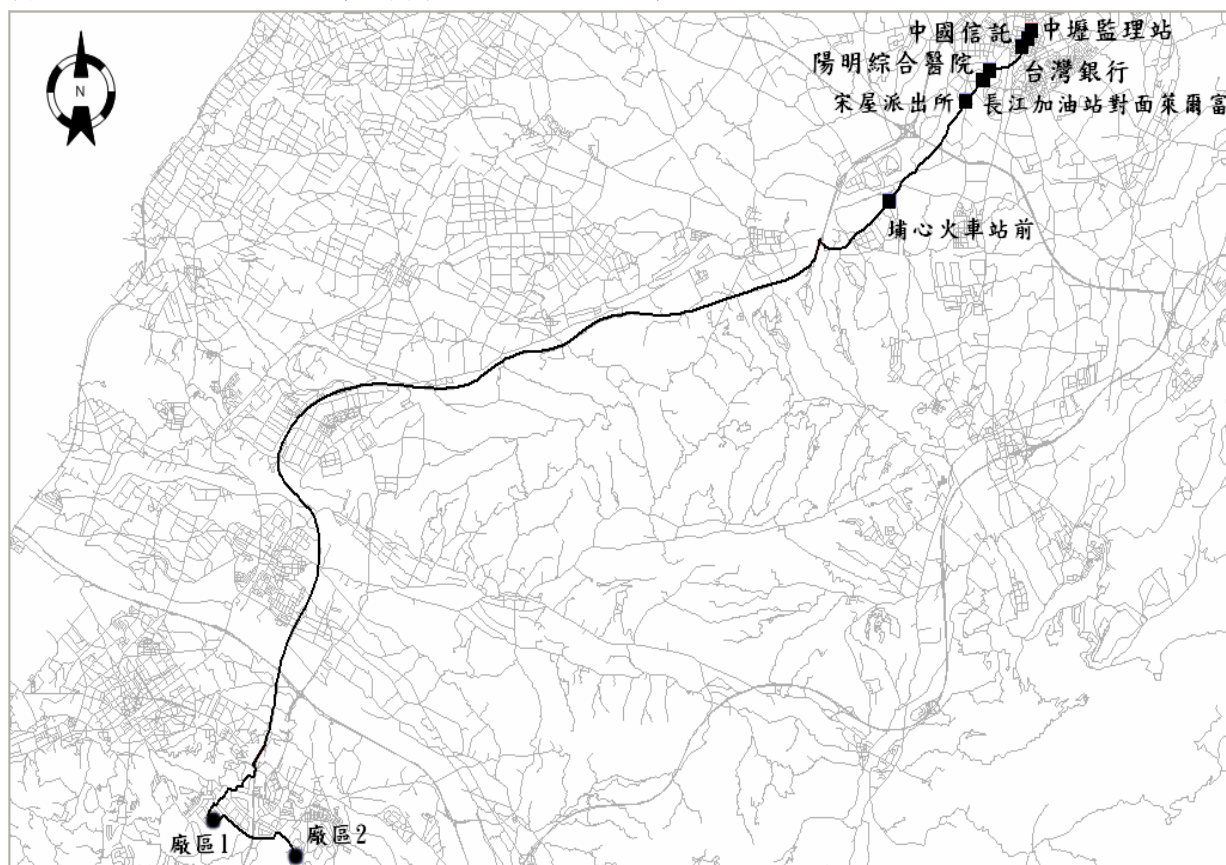 中國信託
中壢監理站
陽明綜合醫院
台灣銀行
宋屋派出所
長江加油站對面萊爾富
N
埔心火車站前
廠區1
廠區2